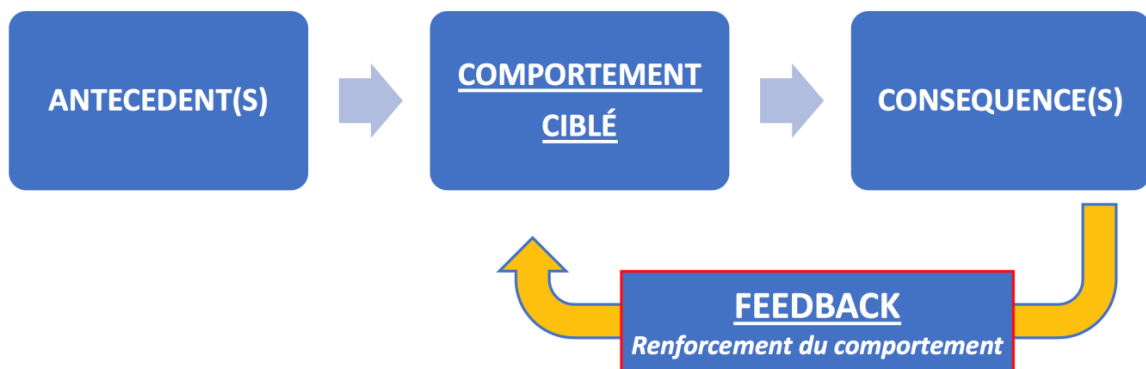 ANTECEDENT(S)
COMPORTEMENT
CIBLÉ
CONSEQUENCE(S)
FEEDBACK
Renforcement du comportement